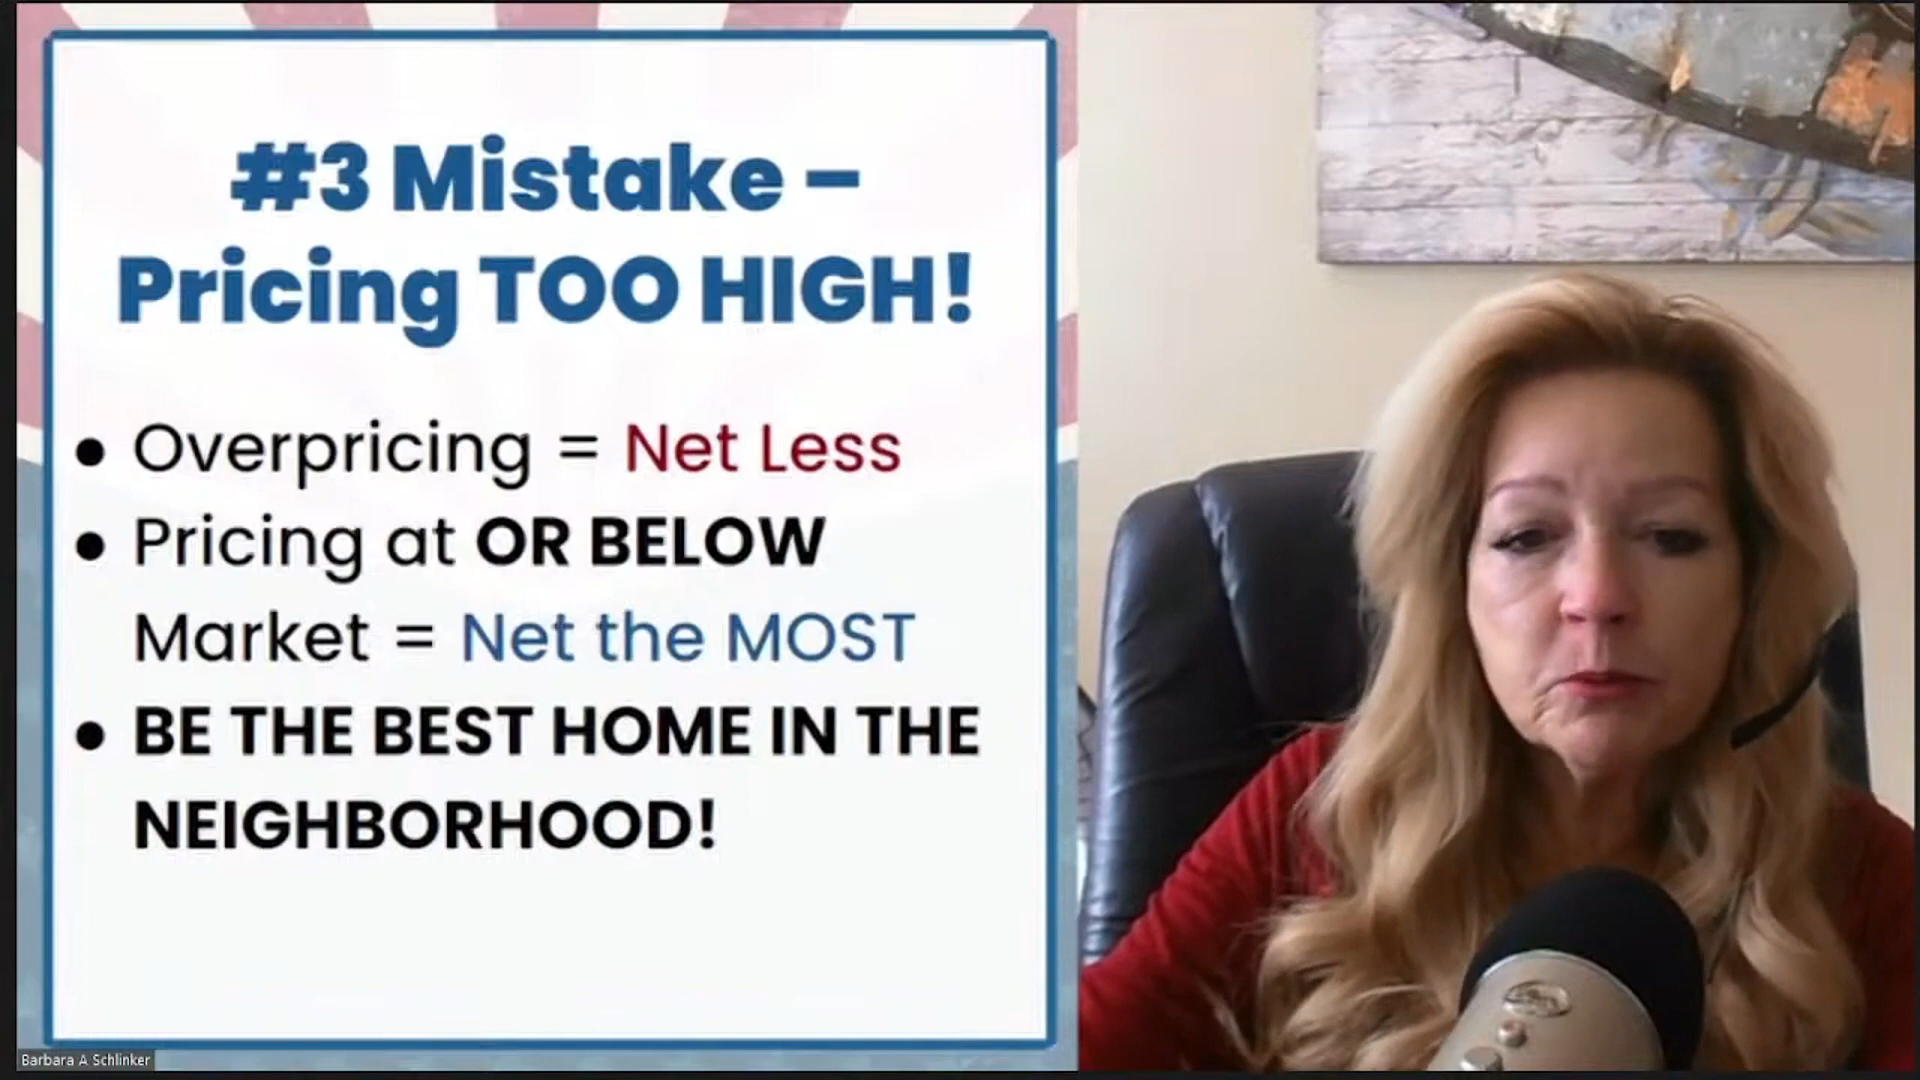 #3 Mistake –
Pricing TOO HIGH!
● Overpricing = Net Less
● Pricing at OR BELOW
Market = Net the MOST
● BE THE BEST HOME IN THE
NEIGHBORHOOD!
Barbara A Schlinker